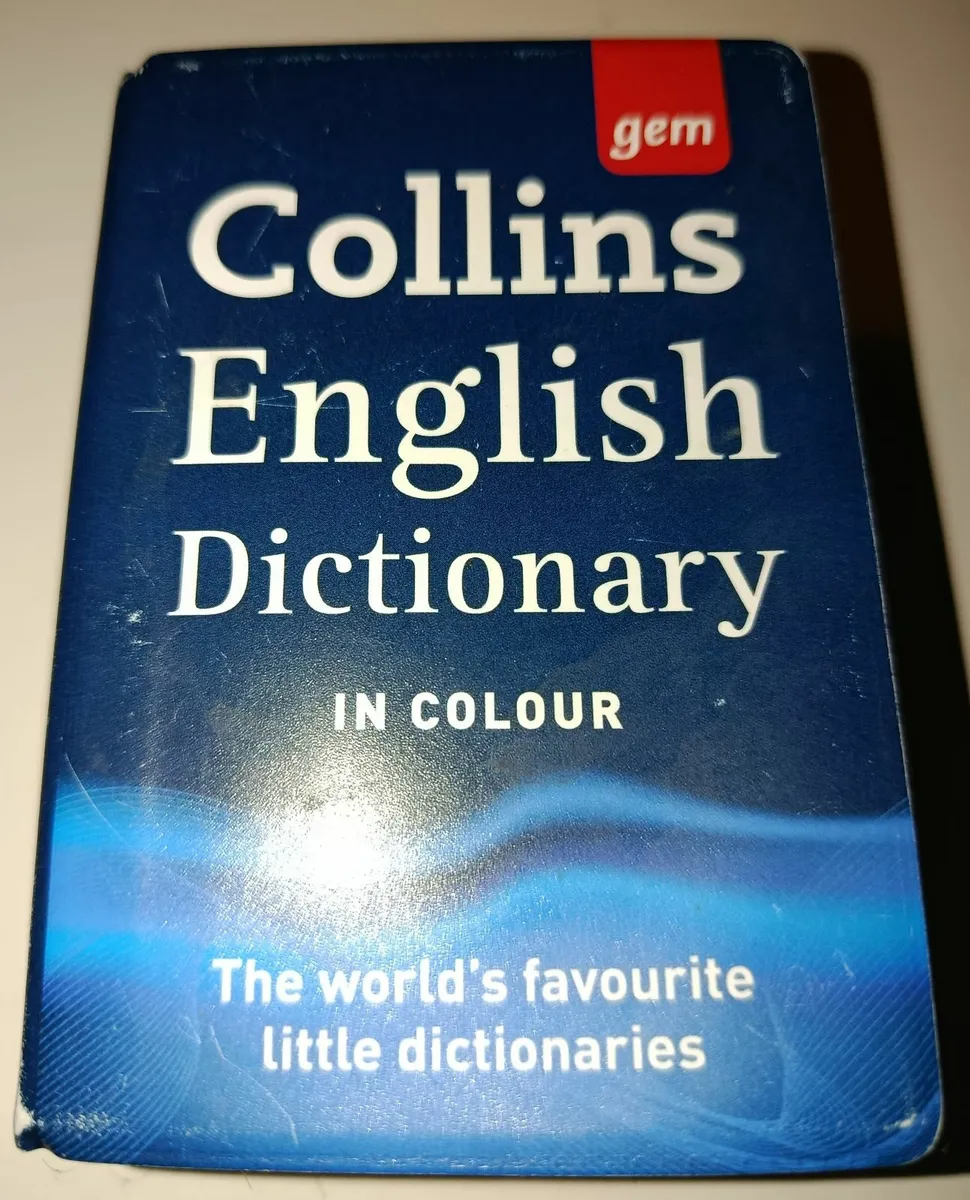 gem
Collins
English
Dictionary
IN COLOUR
The world's favourite
little dictionaries